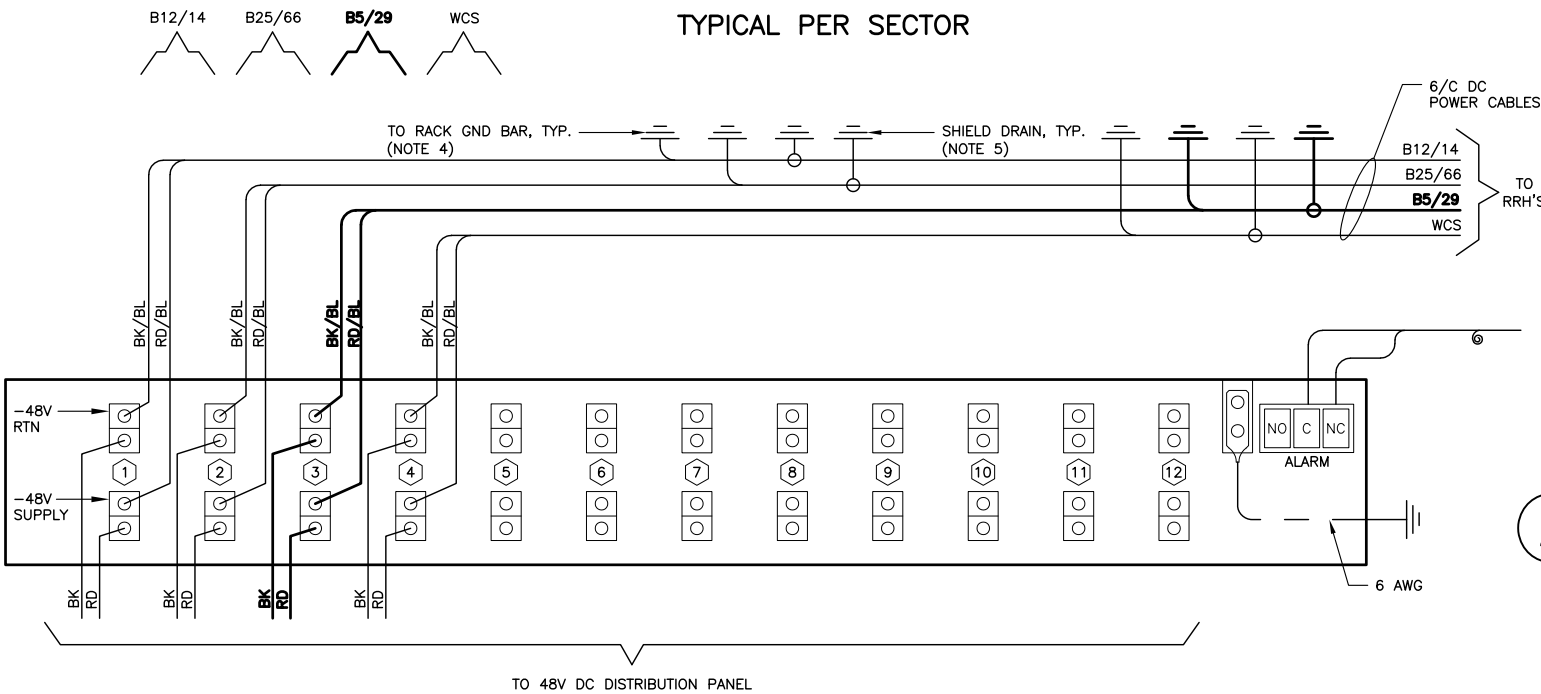 B12/14 B25/66 B5/29 WCS
TYPICAL PER SECTOR
6/C DC
POWER CABLES
TO RACK GND BAR, TYP.
(NOTE 4)
SHIELD DRAIN, TYP.
(NOTE 5)
B12/14
B25/66
B5/29
WCS
TO
RRH'S
BK/BL RD/BL BK/BL RD/BL BK/BL RD/BL BK/BL RD/BL
-48V
RTN
1 2 3 4 5 6 7 8 9 10 11 12
-48V
SUPPLY
NO C NC
ALARM
6 AWG
BK RD BK RD BK RD BK RD
TO 48V DC DISTRIBUTION PANEL